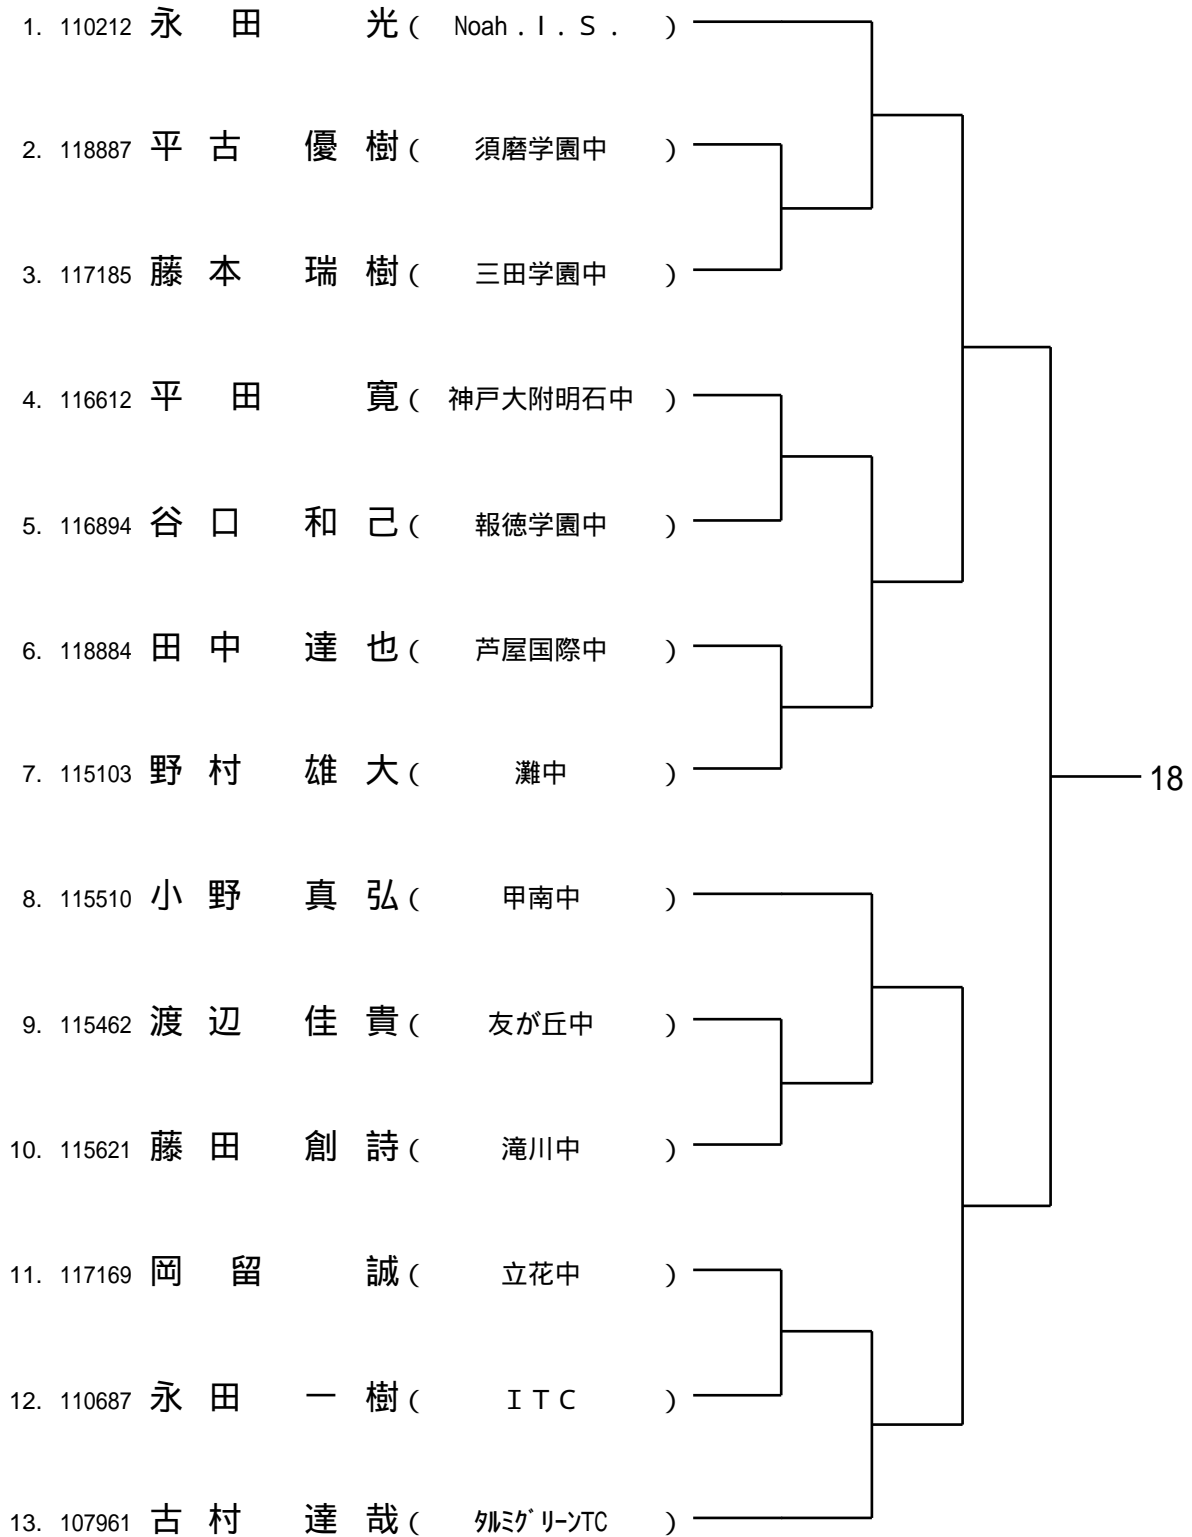 1. 110212 永田 光 ( Noah.I.S. )
2. 118887 平古 優樹 ( 須磨学園中 )
3. 117185 藤本 瑞樹 ( 三田学園中 )
4. 116612 平田 寛 ( 神戸大附明石中 )
5. 116894 谷口 和己 ( 報徳学園中 )
6. 118884 田中 達也 ( 芦屋国際中 )
7. 115103 野村 雄大 ( 灘中 )
18
8. 115510 小野 真弘 ( 甲南中 )
9. 115462 渡辺 佳貴 ( 友が丘中 )
10. 115621 藤田 創詩 ( 滝川中 )
11. 117169 岡留 誠 ( 立花中 )
12. 110687 永田 一樹 ( ITC )
13. 107961 古村 達哉 ( ﾀﾙﾐｸﾞﾘｰﾝTC )